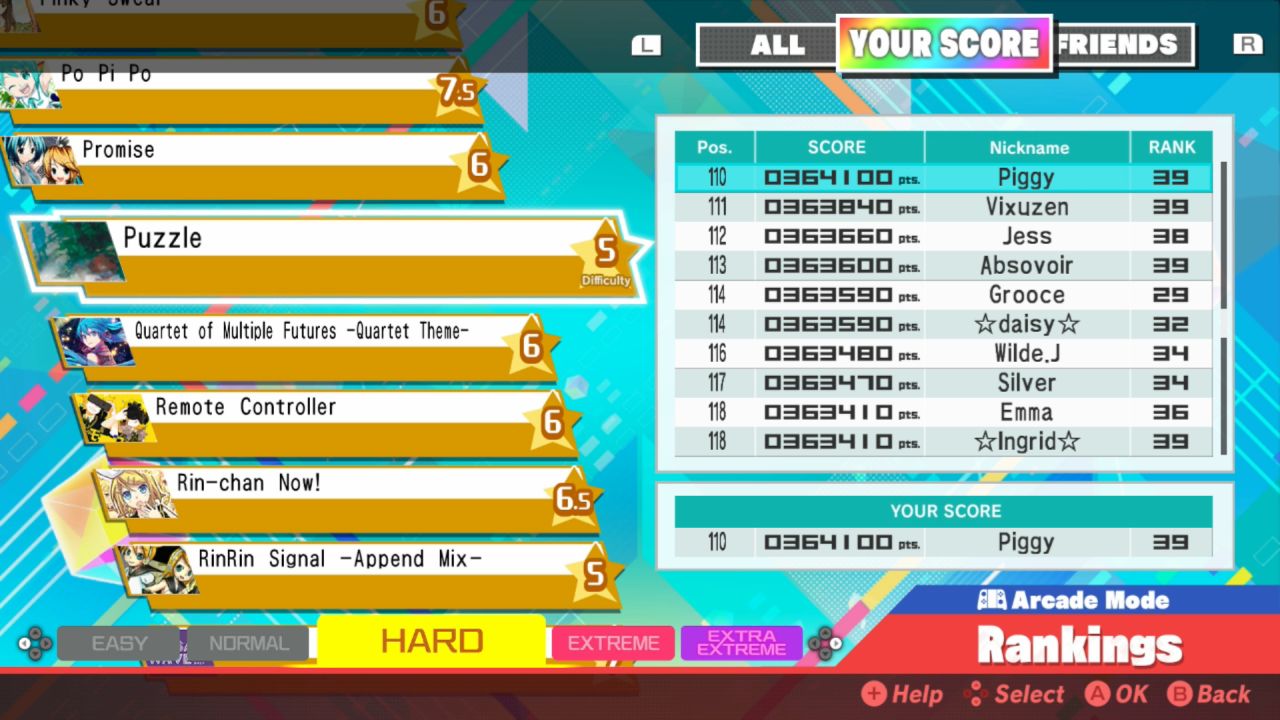 Pinky Swear
6
Po Pi Po
7.5
Promise
6
Puzzle
5
Difficulty
Quartet of Multiple Futures -Quartet Theme-
6
Remote Controller
6
Rin-chan Now!
6.5
RinRin Signal -Append Mix-
5
EASY
NORMAL
HARD
EXTREME
EXTRA
EXTREME
L
ALL
YOUR SCORE
FRIENDS
R
Pos. SCORE Nickname RANK
110 0364100 pts. Piggy 39
111 0363840 pts. Vixuzen 39
112 0363660 pts. Jess 38
113 0363600 pts. Absovoir 39
114 0363590 pts. Grooce 29
114 0363590 pts. ☆daisy☆ 32
116 0363480 pts. Wilde.J 34
117 0363470 pts. Silver 34
118 0363410 pts. Emma 36
118 0363410 pts. ☆Ingrid☆ 39
YOUR SCORE
110 0364100 pts. Piggy 39
Arcade Mode
Rankings
+ Help Select A OK B Back